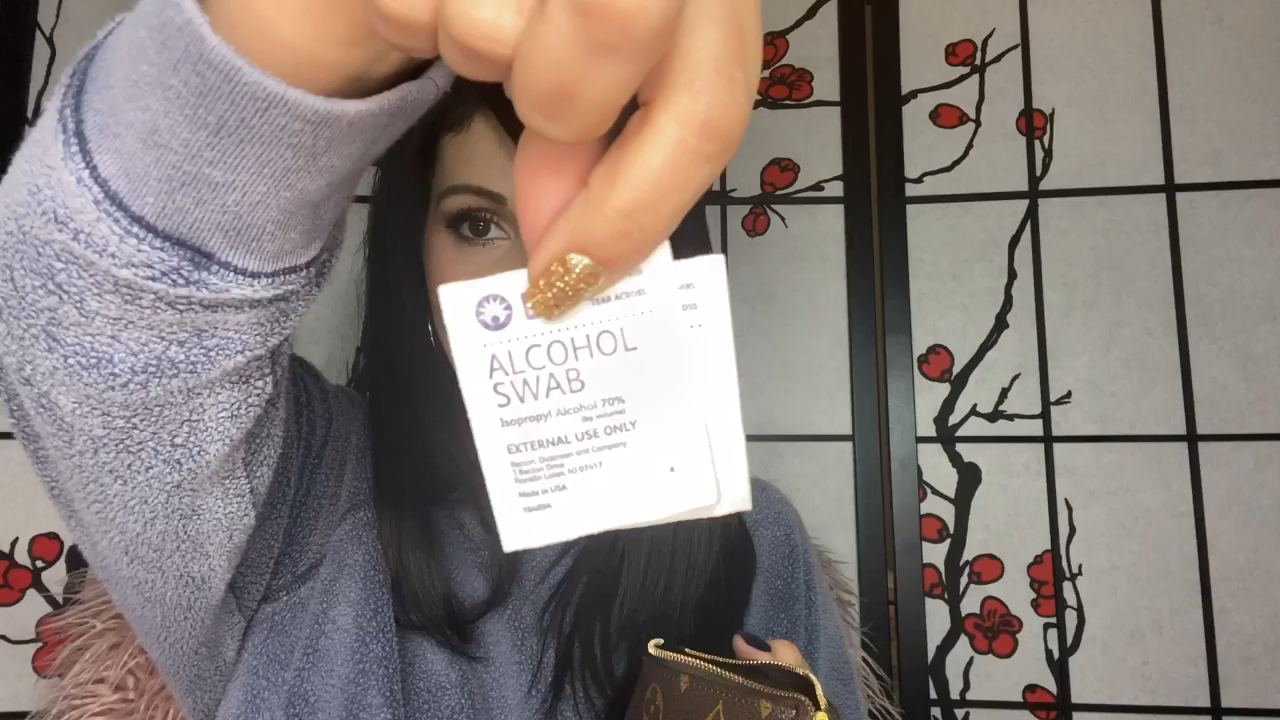 TEAR ACROSS
ALCOHOL
SWAB
Isopropyl Alcohol 70%
(by volume)
EXTERNAL USE ONLY
Becton, Dickinson and Company
1 Becton Drive
Franklin Lakes, NJ 07417
4
Made in USA